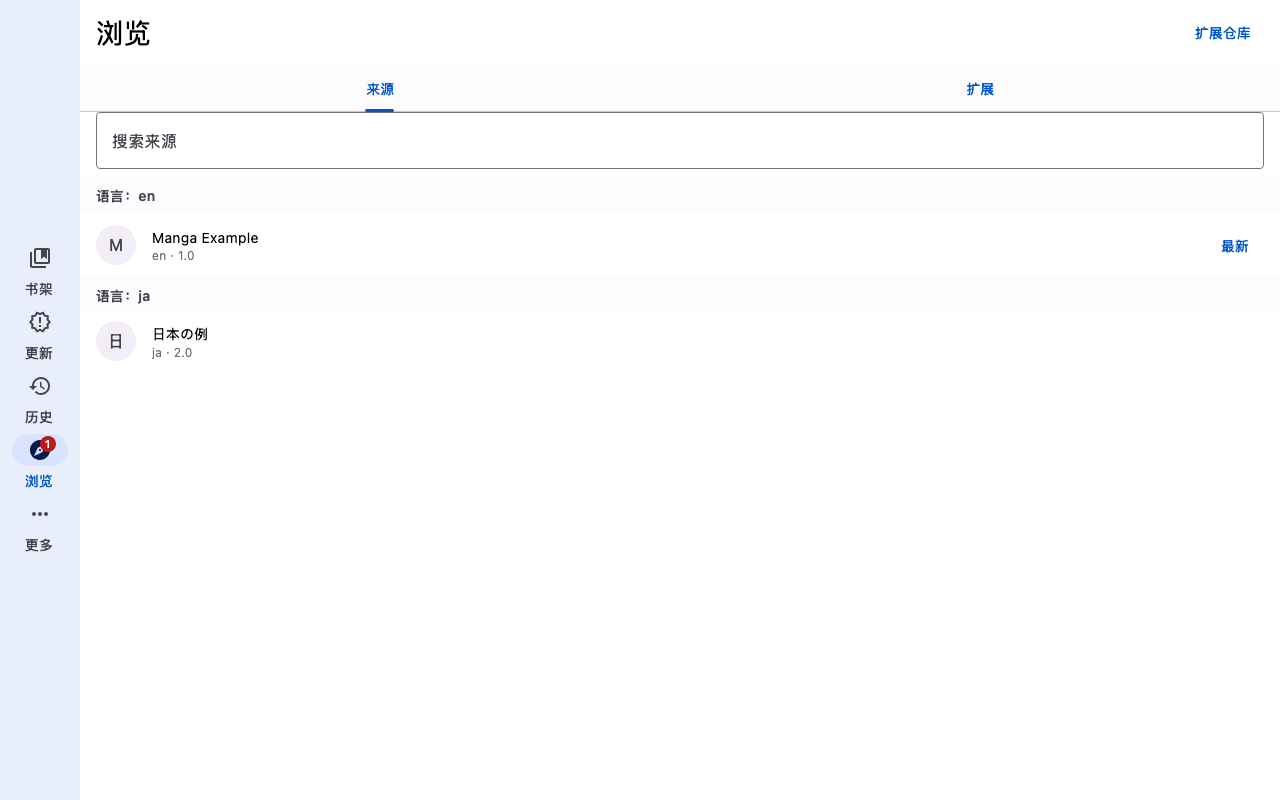 浏览
扩展仓库
来源
扩展
搜索来源
语言：en
M
Manga Example
en · 1.0
最新
语言：ja
日
日本の例
ja · 2.0
书架
更新
历史
1
浏览
更多